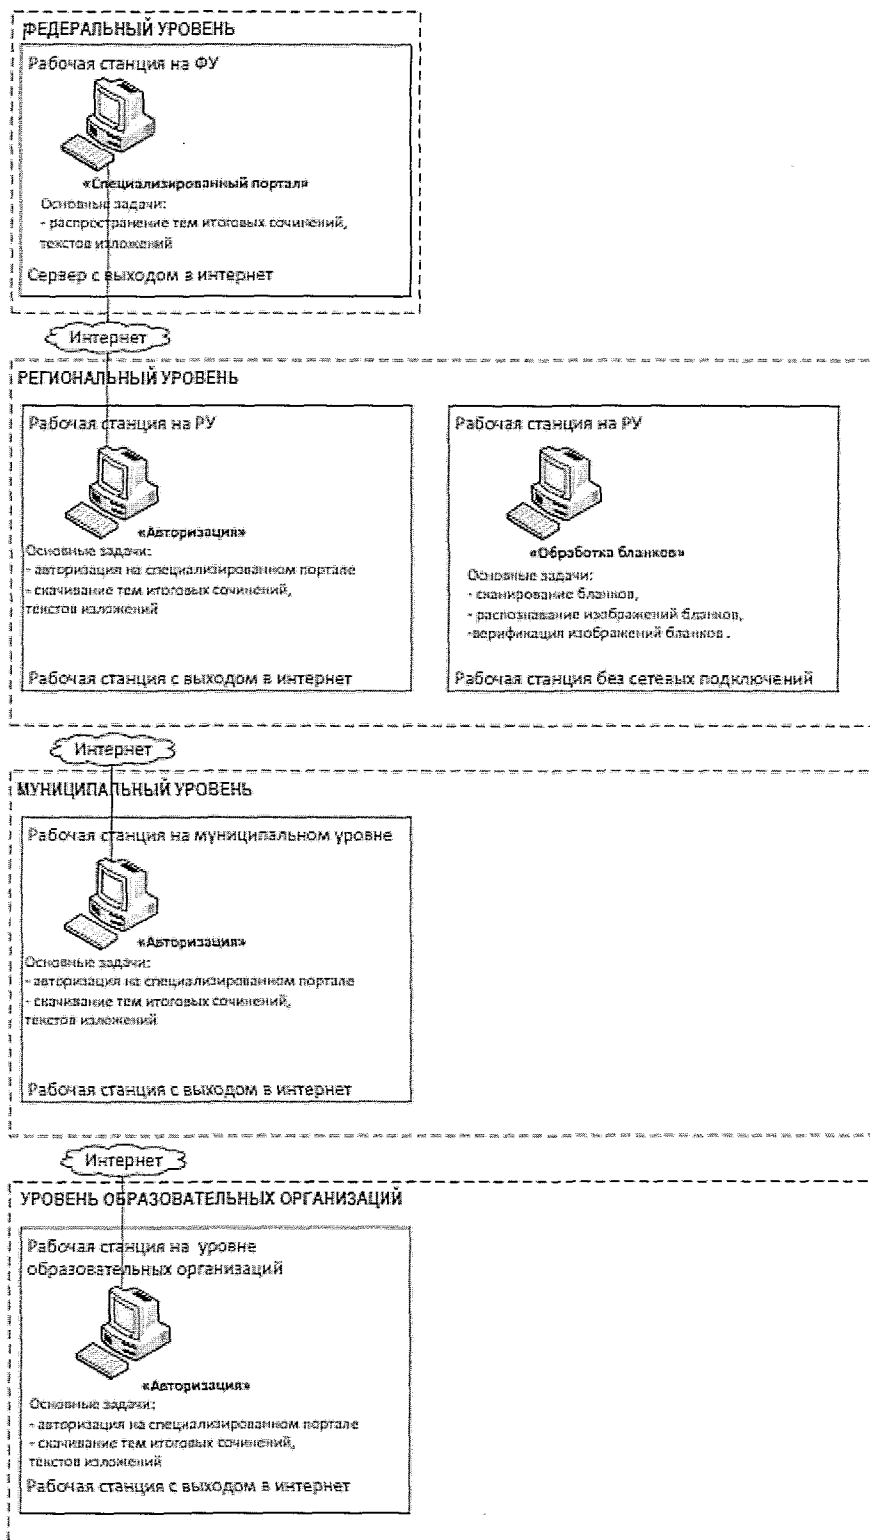 ФЕДЕРАЛЬНЫЙ УРОВЕНЬ
Рабочая станция на ФУ
«Специализированный портал»
Основные задачи:
- распространение тем итоговых сочинений,
текстов изложений
Сервер с выходом в интернет
Интернет
РЕГИОНАЛЬНЫЙ УРОВЕНЬ
Рабочая станция на РУ
«Авторизация»
Основные задачи:
- авторизация на специализированном портале
- скачивание тем итоговых сочинений,
текстов изложений
Рабочая станция с выходом в интернет
Рабочая станция на РУ
«Обработка бланков»
Основные задачи:
- сканирование бланков,
- распознавание изображений бланков,
-верификация изображений бланков.
Рабочая станция без сетевых подключений
Интернет
МУНИЦИПАЛЬНЫЙ УРОВЕНЬ
Рабочая станция на муниципальном уровне
«Авторизация»
Основные задачи:
- авторизация на специализированном портале
- скачивание тем итоговых сочинений,
текстов изложений
Рабочая станция с выходом в интернет
Интернет
УРОВЕНЬ ОБРАЗОВАТЕЛЬНЫХ ОРГАНИЗАЦИЙ
Рабочая станция на уровне
образовательных организаций
«Авторизация»
Основные задачи:
- авторизация на специализированном портале
- скачивание тем итоговых сочинений,
текстов изложений
Рабочая станция с выходом в интернет